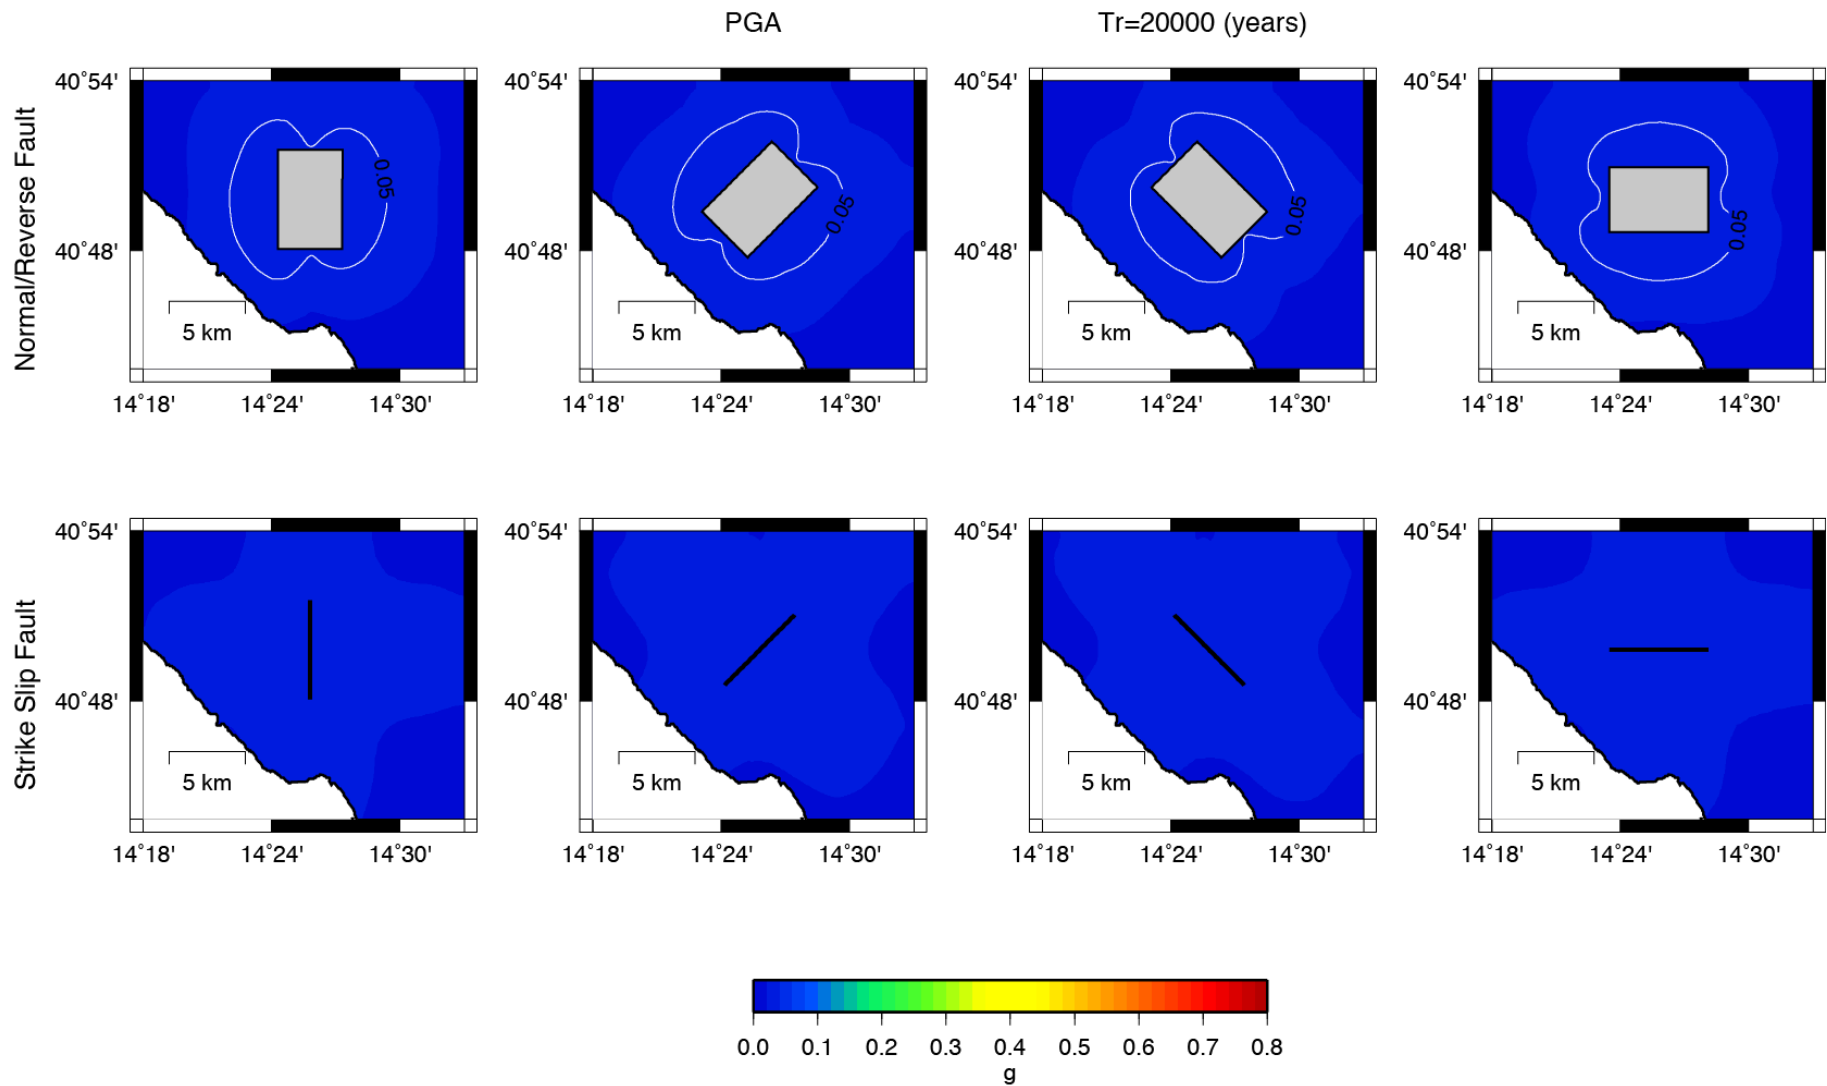 PGA Tr=20000 (years)
Normal/Reverse Fault
40°54' 40°54' 40°54' 40°54'
0.05 0.05 0.05 0.05
40°48' 40°48' 40°48' 40°48'
5 km 5 km 5 km 5 km
14°18' 14°24' 14°30' 14°18' 14°24' 14°30' 14°18' 14°24' 14°30' 14°18' 14°24' 14°30'
Strike Slip Fault
40°54' 40°54' 40°54' 40°54'
40°48' 40°48' 40°48' 40°48'
5 km 5 km 5 km 5 km
14°18' 14°24' 14°30' 14°18' 14°24' 14°30' 14°18' 14°24' 14°30' 14°18' 14°24' 14°30'
0.0 0.1 0.2 0.3 0.4 0.5 0.6 0.7 0.8
g